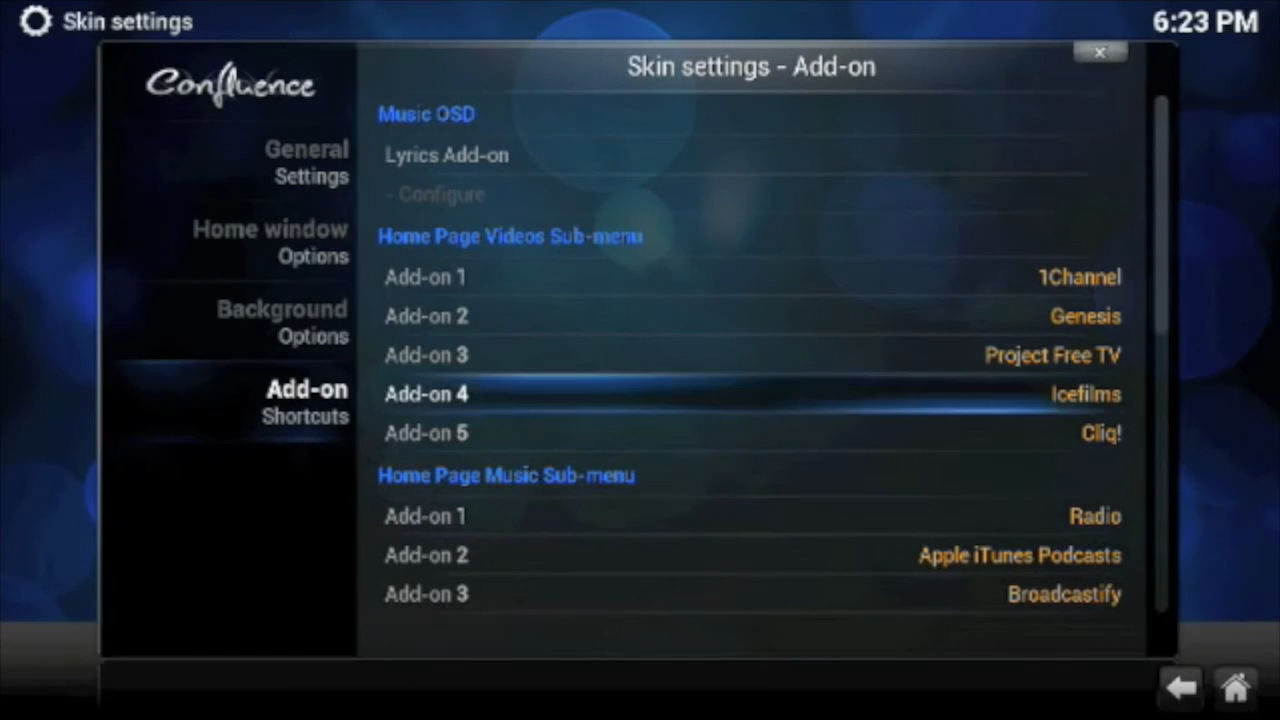 Skin settings
6:23 PM
Confluence
General
Settings
Home window
Options
Background
Options
Add-on
Shortcuts
Skin settings - Add-on
Music OSD
Lyrics Add-on
- Configure
Home Page Videos Sub-menu
Add-on 1 1Channel
Add-on 2 Genesis
Add-on 3 Project Free TV
Add-on 4 Icefilms
Add-on 5 Cliq!
Home Page Music Sub-menu
Add-on 1 Radio
Add-on 2 Apple iTunes Podcasts
Add-on 3 Broadcastify